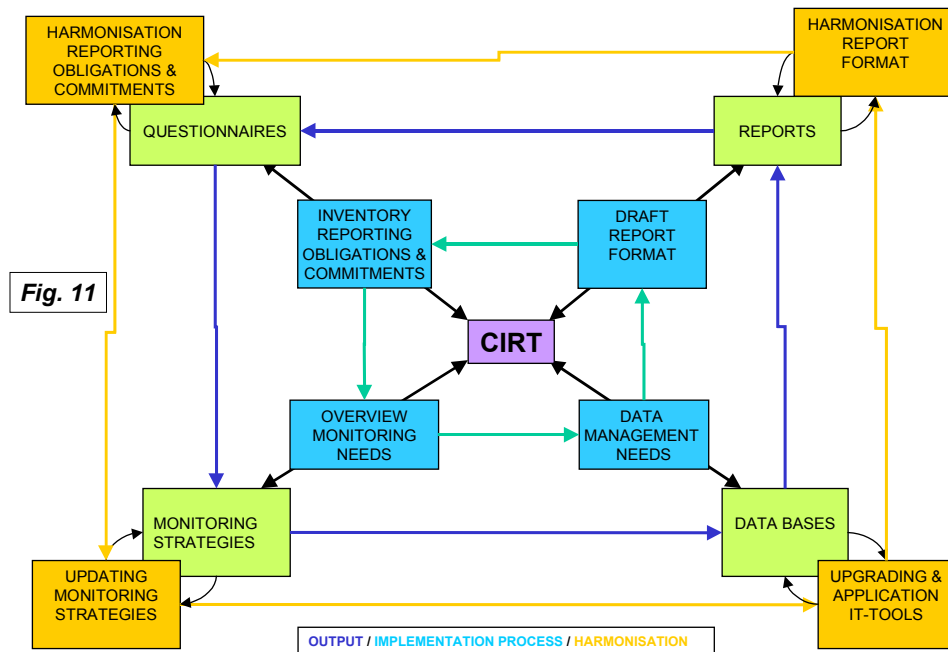 HARMONISATION
REPORTING
OBLIGATIONS &
COMMITMENTS
HARMONISATION
REPORT
FORMAT
QUESTIONNAIRES
REPORTS
INVENTORY
REPORTING
OBLIGATIONS &
COMMITMENTS
DRAFT
REPORT
FORMAT
Fig. 11
CIRT
OVERVIEW
MONITORING
NEEDS
DATA
MANAGEMENT
NEEDS
MONITORING
STRATEGIES
DATA BASES
UPDATING
MONITORING
STRATEGIES
UPGRADING &
APPLICATION
IT-TOOLS
OUTPUT / IMPLEMENTATION PROCESS / HARMONISATION